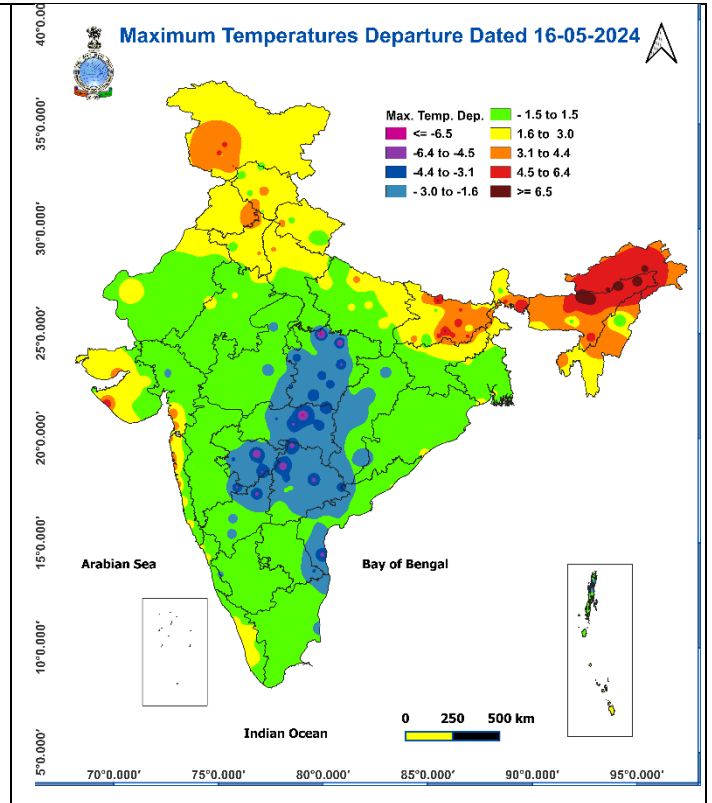 Maximum Temperatures Departure Dated 16-05-2024
Max. Temp. Dep.
<= -6.5
-6.4 to -4.5
-4.4 to -3.1
- 3.0 to -1.6
- 1.5 to 1.5
1.6 to 3.0
3.1 to 4.4
4.5 to 6.4
>= 6.5
40°0.000'
35°0.000'
30°0.000'
25°0.000'
20°0.000'
15°0.000'
10°0.000'
5°0.000'
Arabian Sea
Bay of Bengal
Indian Ocean
0 250 500 km
70°0.000' 75°0.000' 80°0.000' 85°0.000' 90°0.000' 95°0.000'